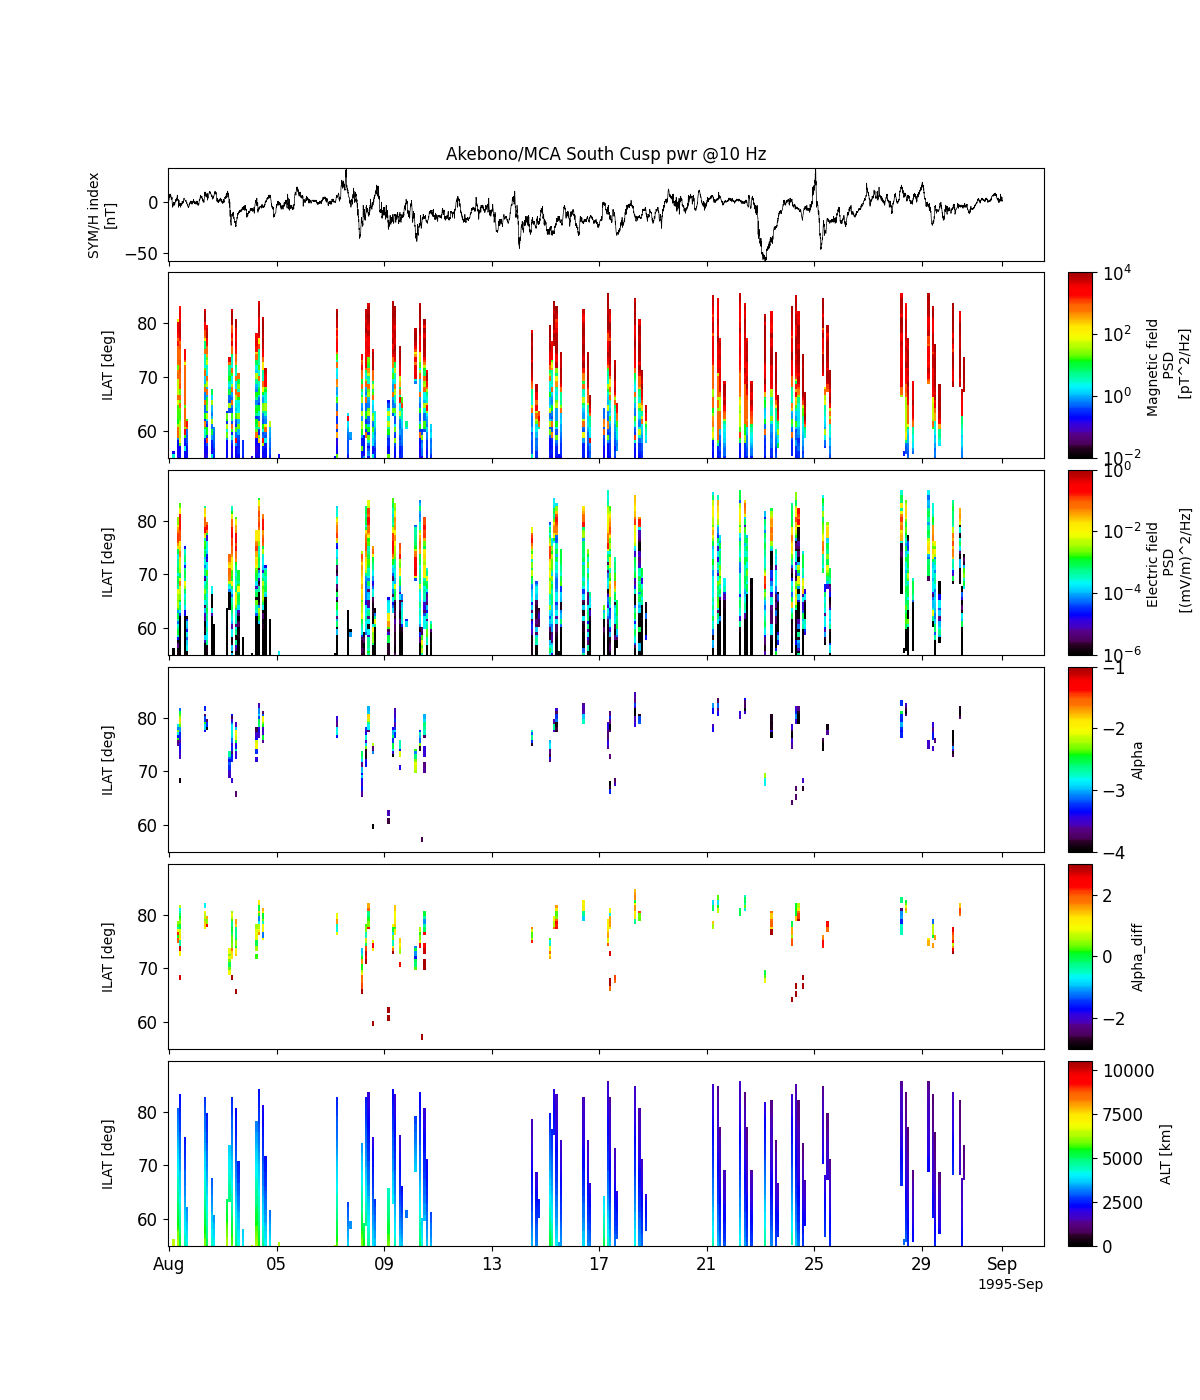 Akebono/MCA South Cusp pwr @10 Hz
SYM/H index
[nT]
0
−50
ILAT [deg]
80
70
60
10^4
10^2
10^0
10^−2
Magnetic field
PSD
[pT^2/Hz]
ILAT [deg]
80
70
60
10^0
10^−2
10^−4
10^−6
Electric field
PSD
[(mV/m)^2/Hz]
ILAT [deg]
80
70
60
−1
−2
−3
−4
Alpha
ILAT [deg]
80
70
60
2
0
−2
Alpha_diff
ILAT [deg]
80
70
60
10000
7500
5000
2500
0
ALT [km]
Aug 05 09 13 17 21 25 29 Sep
1995-Sep